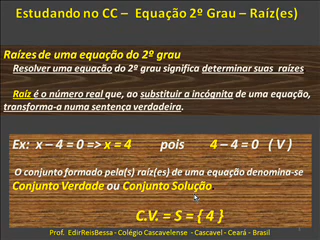 Estudando no CC – Equação 2º Grau – Raíz(es)
Raízes de uma equação do 2º grau
Resolver uma equação do 2º grau significa determinar suas raízes
Raiz é o número real que, ao substituir a incógnita de uma equação,
transforma-a numa sentença verdadeira.
Ex: x – 4 = 0 => x = 4 pois 4 – 4 = 0 ( V )
O conjunto formado pela(s) raíz(es) de uma equação denomina-se
Conjunto Verdade ou Conjunto Solução.
C.V. = S = { 4 }
Prof. EdirReisBessa - Colégio Cascavelense - Cascavel - Ceará - Brasil